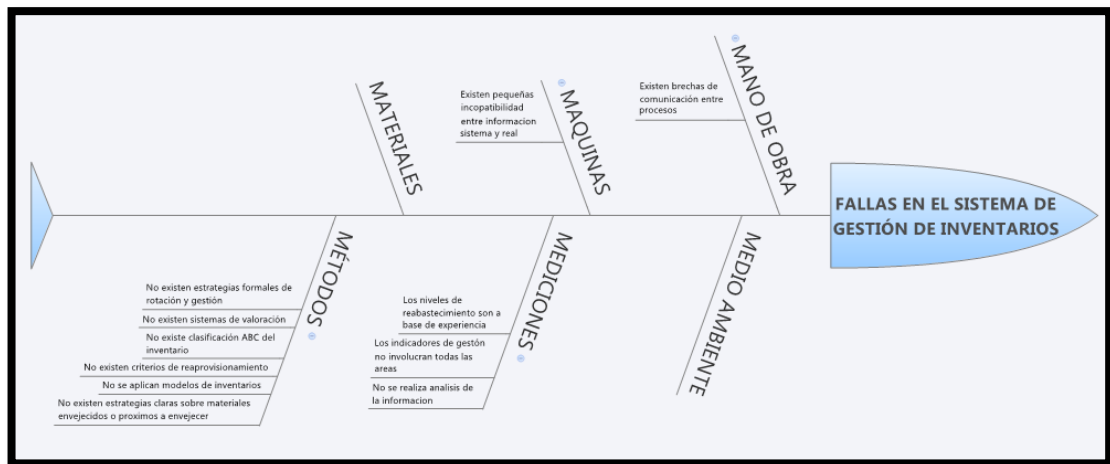 MATERIALES
Existen pequeñas
incopatibilidad
entre informacion
sistema y real
MAQUINAS
Existen brechas de
comunicación entre
procesos
MANO DE OBRA
FALLAS EN EL SISTEMA DE
GESTIÓN DE INVENTARIOS
MÉTODOS
No existen estrategias formales de
rotación y gestión
No existen sistemas de valoración
No existe clasificación ABC del
inventario
No existen criterios de reaprovisionamiento
No se aplican modelos de inventarios
No existen estrategias claras sobre materiales
envejecidos o proximos a envejecer
MEDICIONES
Los niveles de
reabastecimiento son a
base de experiencia
Los indicadores de gestón
no involucran todas las
areas
No se realiza analisis de
la informacion
MEDIO AMBIENTE